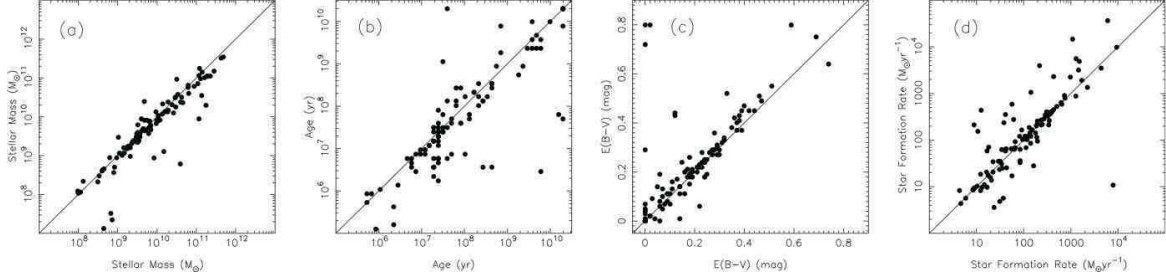 (a)
Stellar Mass (M⊙)
10¹²
10¹¹
10¹⁰
10⁹
10⁸
10⁸ 10⁹ 10¹⁰ 10¹¹ 10¹²
Stellar Mass (M⊙)
(b)
Age (yr)
10¹⁰
10⁹
10⁸
10⁷
10⁶
10⁶ 10⁷ 10⁸ 10⁹ 10¹⁰
Age (yr)
(c)
E(B−V) (mag)
0.8
0.6
0.4
0.2
0
0 0.2 0.4 0.6 0.8
E(B−V) (mag)
(d)
Star Formation Rate (M⊙yr⁻¹)
10⁴
1000
100
10
10 100 1000 10⁴
Star Formation Rate (M⊙yr⁻¹)